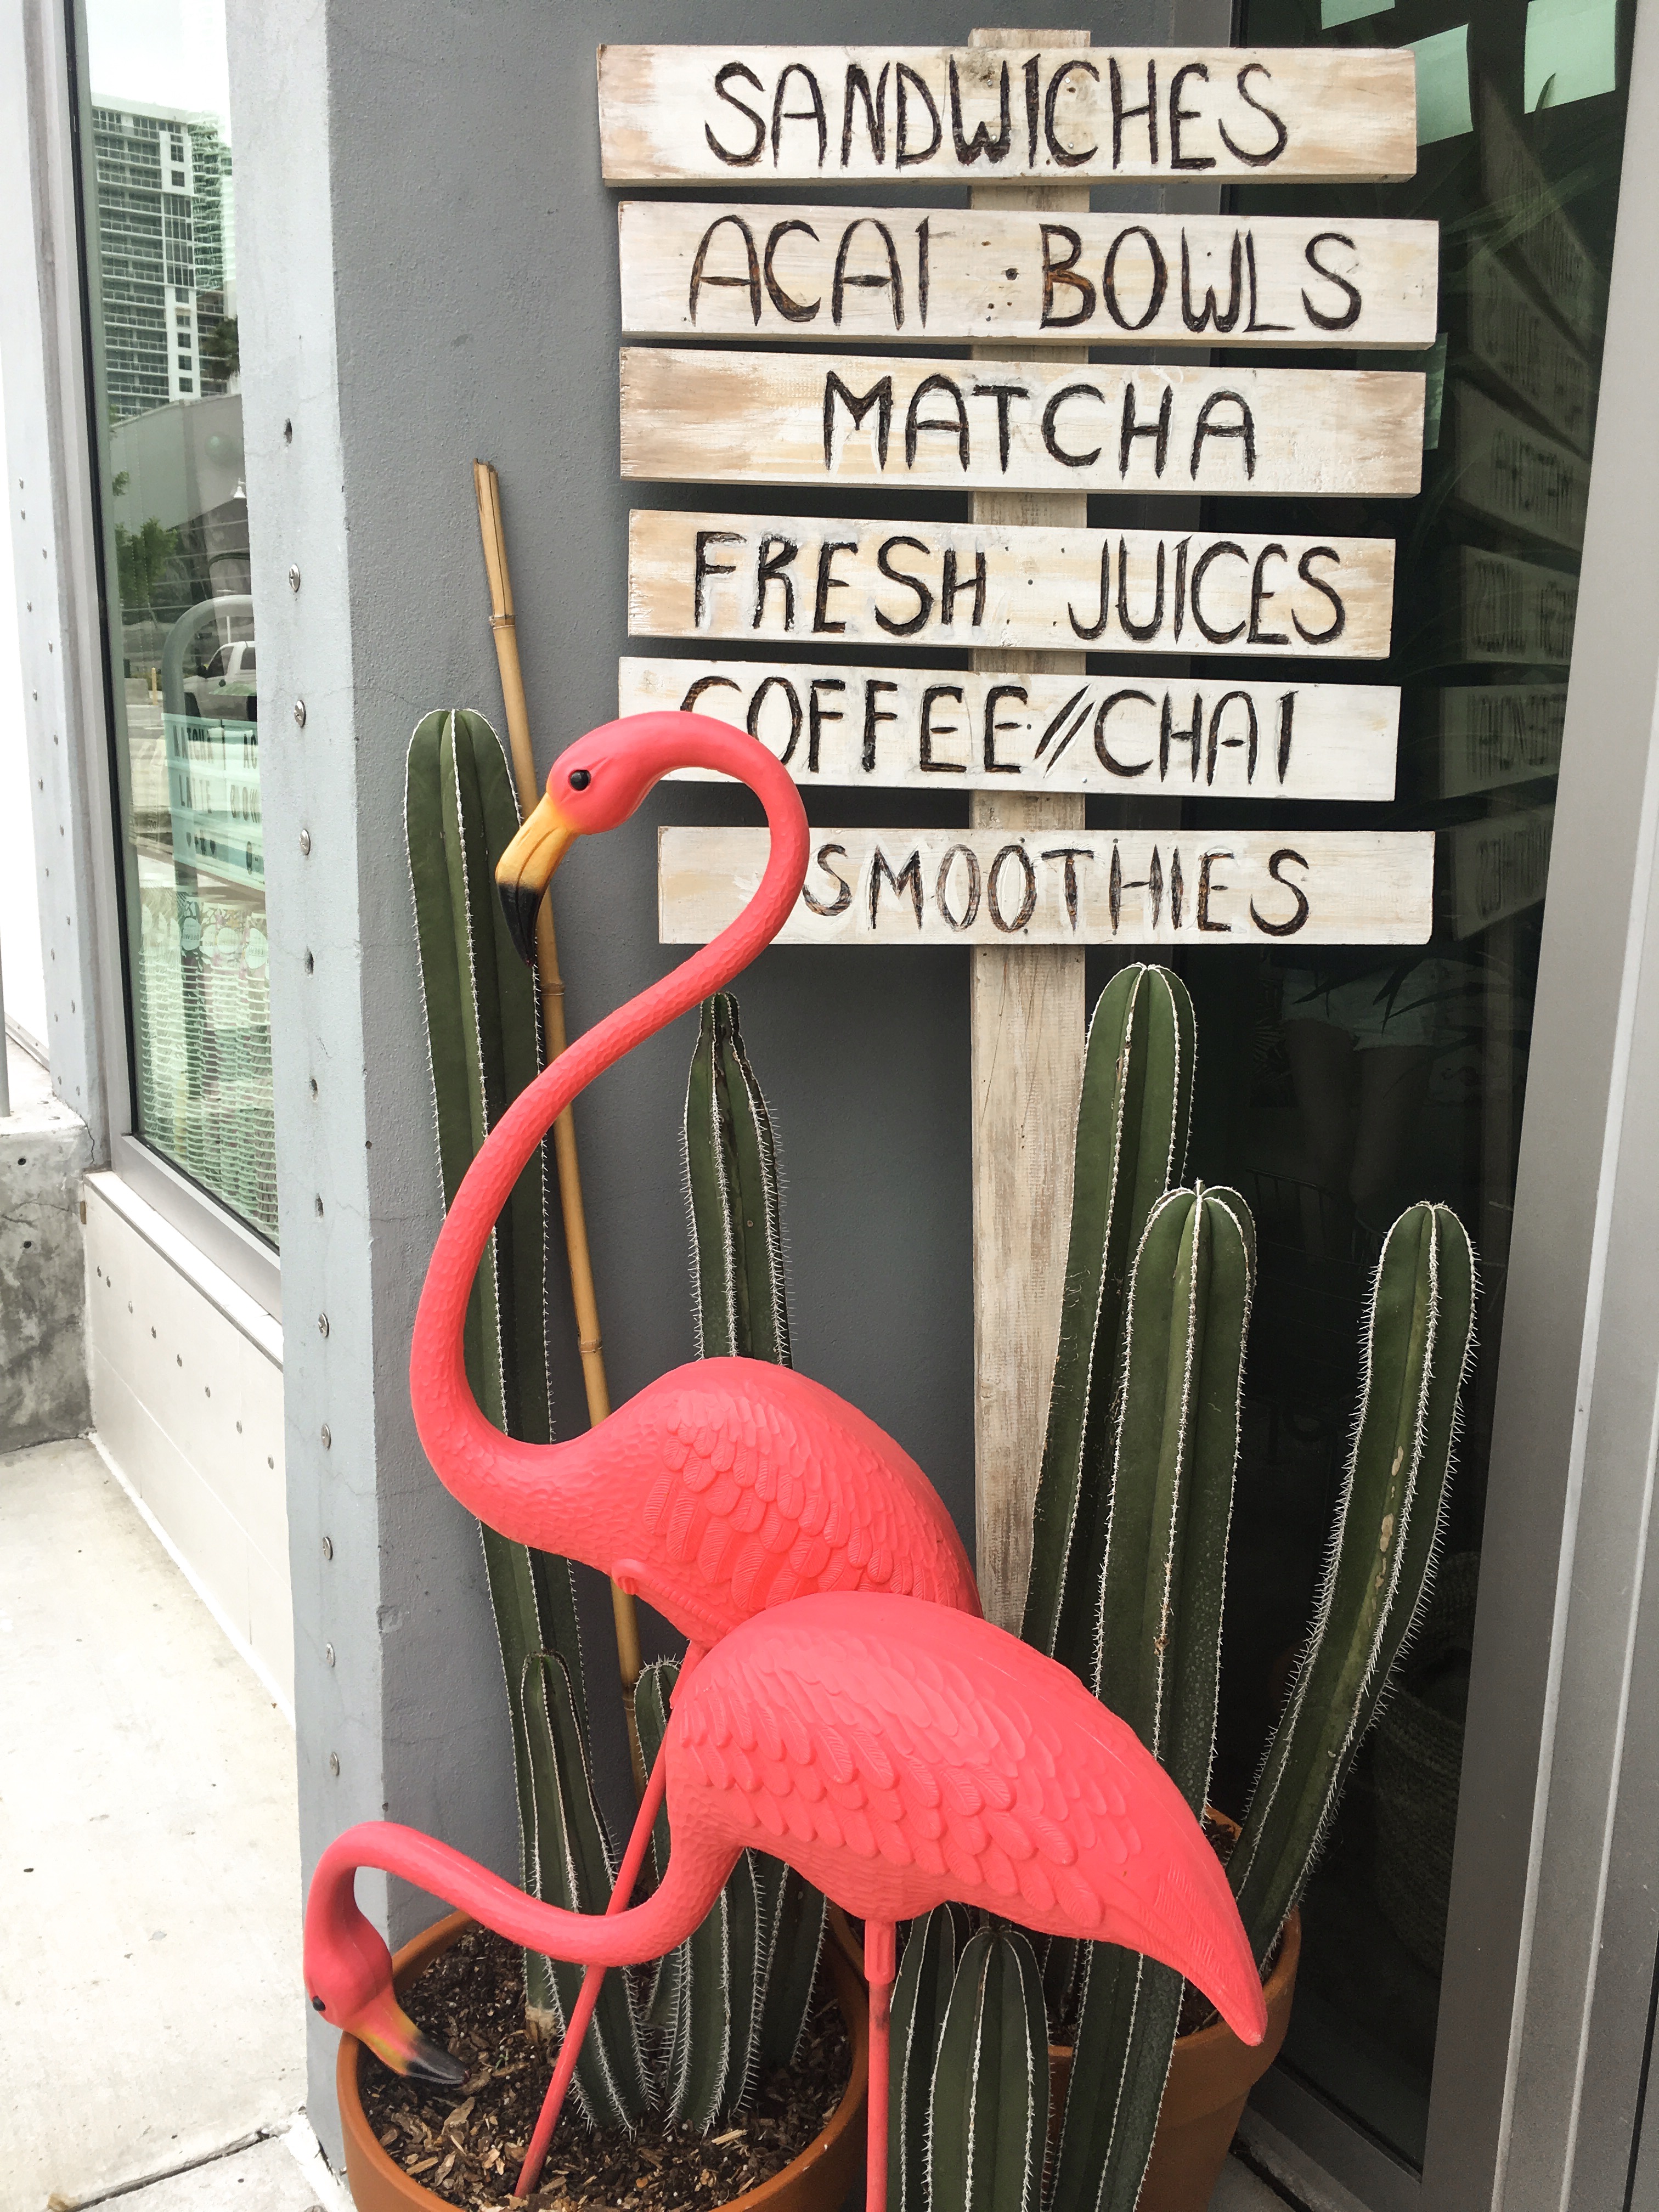 SANDWICHES
ACAI BOWLS
MATCHA
FRESH JUICES
COFFEE//CHAI
SMOOTHIES